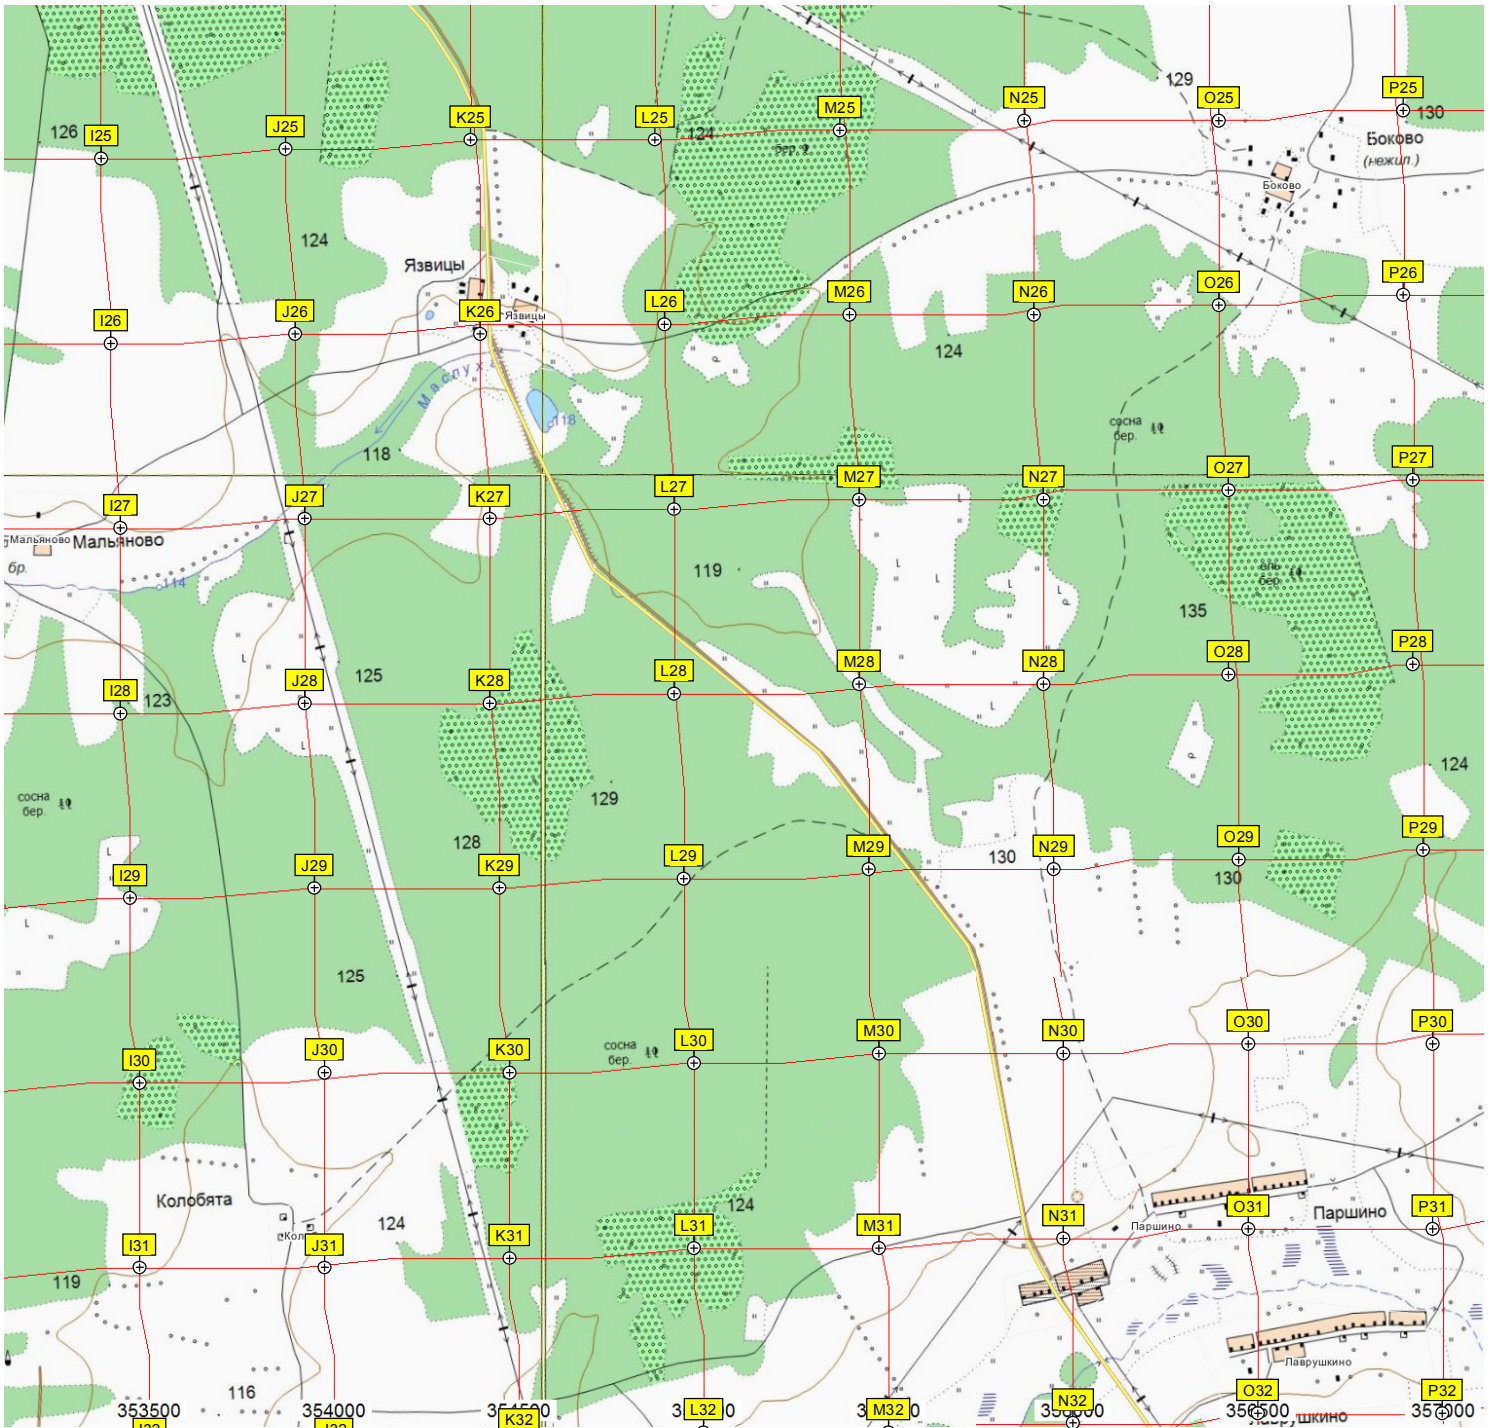 129
P25
N25
O25
M25
130
126
I25
J25
K25
L25
124
Боково
(нежил.)
бер.
Боково
124
Язвицы
P26
O26
N26
M26
L26
J26
K26
Язвицы
I26
124
Маслуха
118
сосна
бер.
118
P27
O27
N27
M27
L27
K27
J27
I27
Мальяново
Мальяново
бр.
114
119
ель
бер.
135
P28
O28
N28
M28
L28
K28
J28
I28
125
123
124
129
сосна
бер.
P29
128
130
O29
N29
M29
L29
K29
J29
I29
130
125
P30
O30
N30
M30
L30
K30
J30
I30
сосна
бер.
Колобята
124
Паршино
P31
O31
N31
Паршино
124
M31
L31
K31
J31
I31
Кол
119
Лаврушкино
116
P32
O32
N32
M32
L32
K32
353500
354000
357000